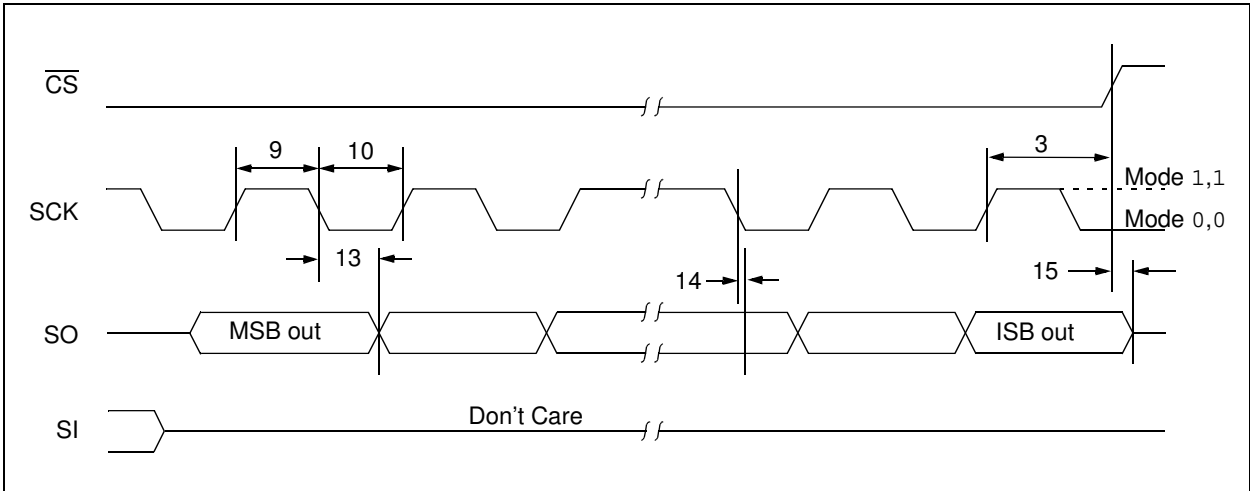 CS
9
10
3
Mode 1,1
SCK
Mode 0,0
13
14
15
SO
MSB out
ISB out
Don't Care
SI